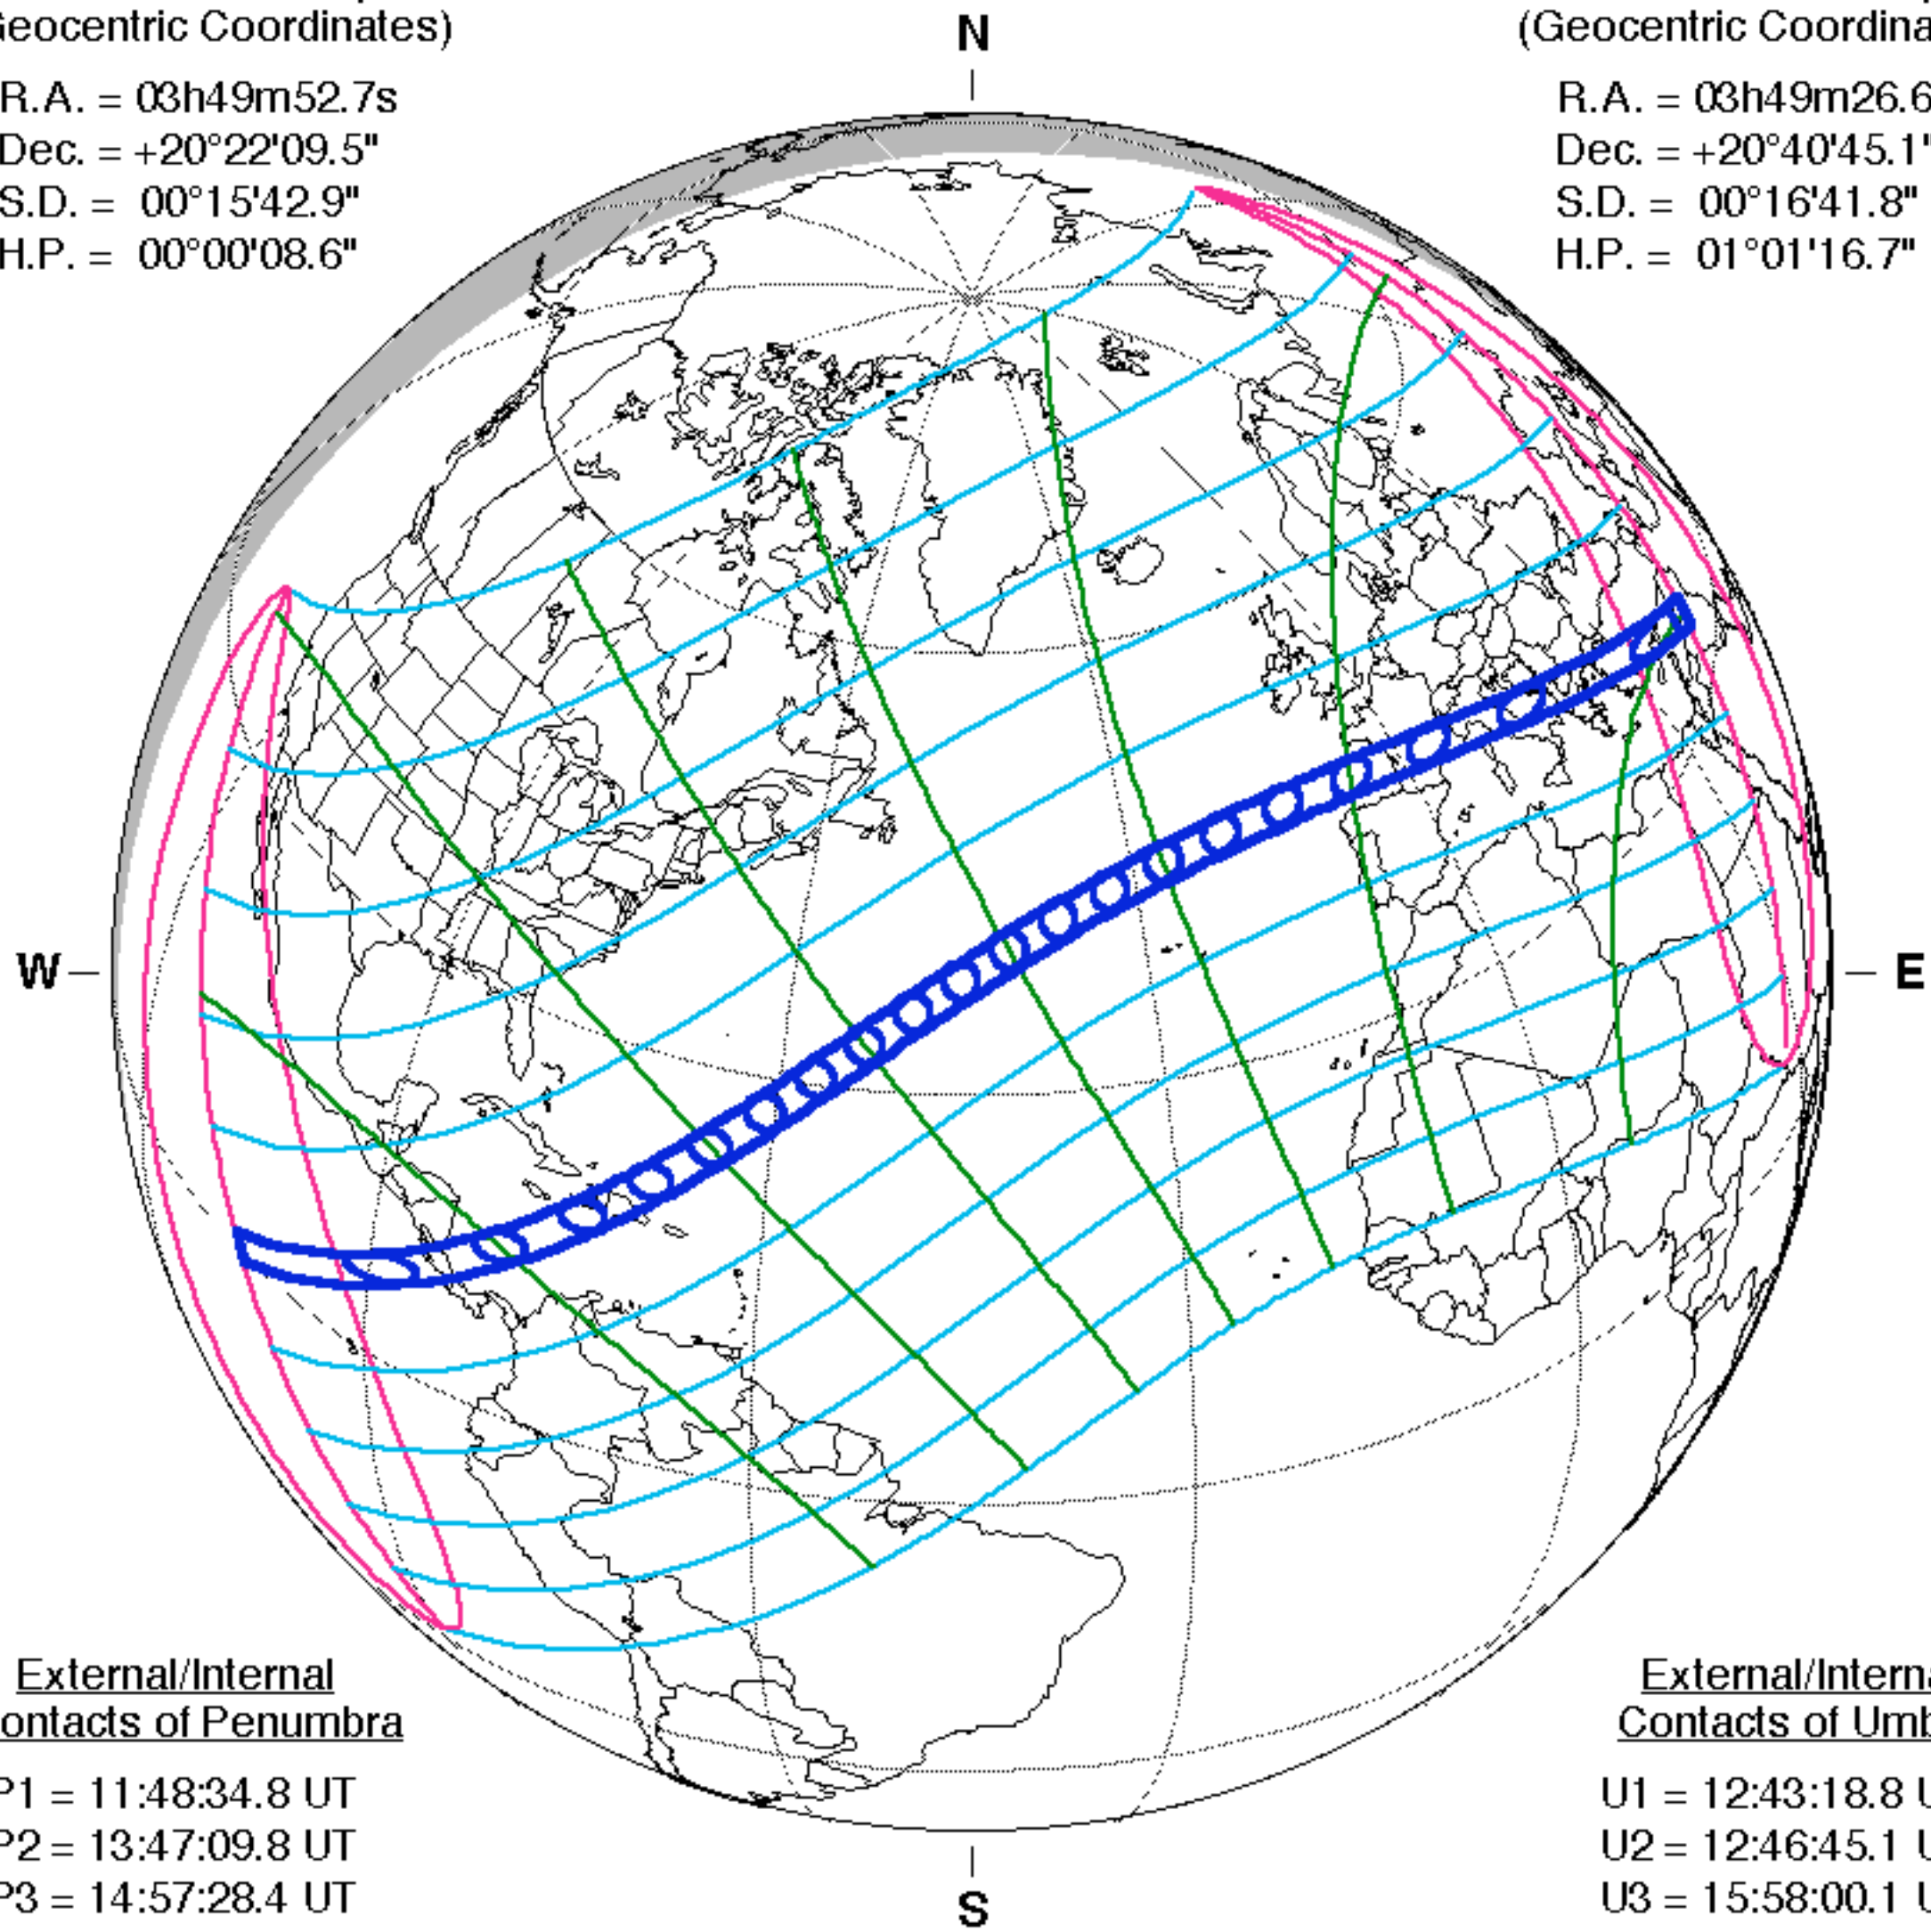 Geocentric Coordinates)
R.A. = 03h49m52.7s
Dec. = +20°22'09.5"
S.D. = 00°15'42.9"
H.P. = 00°00'08.6"
N
(Geocentric Coordina
R.A. = 03h49m26.6
Dec. = +20°40'45.1"
S.D. = 00°16'41.8"
H.P. = 01°01'16.7"
W
E
External/Internal
ontacts of Penumbra
P1 = 11:48:34.8 UT
P2 = 13:47:09.8 UT
P3 = 14:57:28.4 UT
S
External/Interna
Contacts of Umb
U1 = 12:43:18.8 U
U2 = 12:46:45.1 U
U3 = 15:58:00.1 U